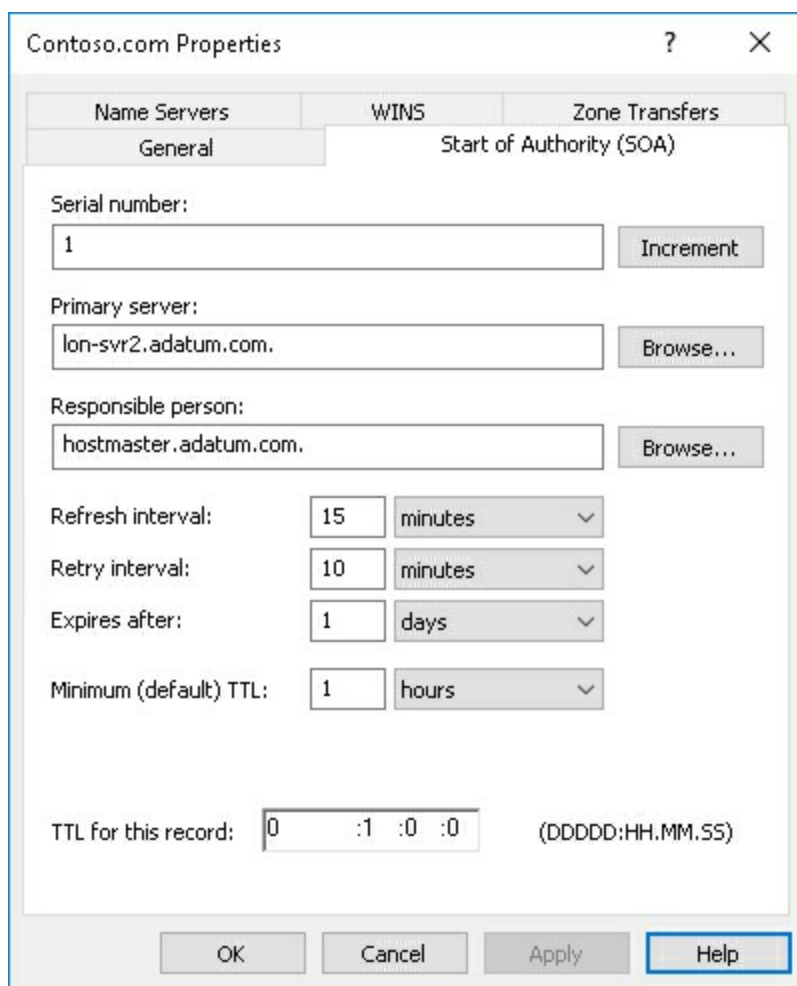 Contoso.com Properties ? ×
Name Servers WINS Zone Transfers
General Start of Authority (SOA)
Serial number:
1 Increment
Primary server:
lon-svr2.adatum.com. Browse...
Responsible person:
hostmaster.adatum.com. Browse...
Refresh interval: 15 minutes
Retry interval: 10 minutes
Expires after: 1 days
Minimum (default) TTL: 1 hours
TTL for this record: 0 :1 :0 :0 (DDDDD:HH.MM.SS)
OK Cancel Apply Help